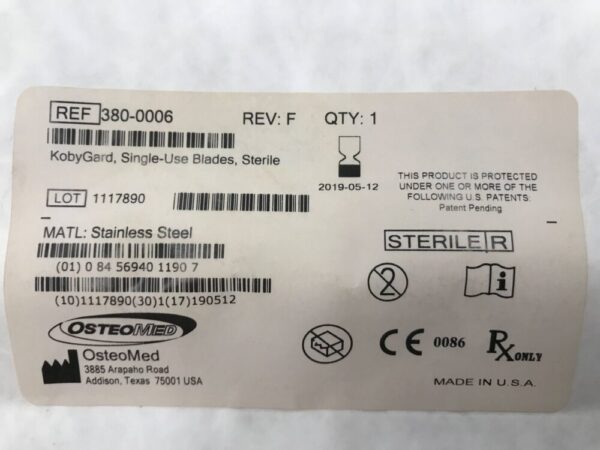 REF 380-0006 REV: F QTY: 1
KobyGard, Single-Use Blades, Sterile
2019-05-12
THIS PRODUCT IS PROTECTED
UNDER ONE OR MORE OF THE
FOLLOWING U.S. PATENTS:
Patent Pending
LOT 1117890
MATL: Stainless Steel
STERILE R
(01) 0 84 56940 1190 7
2
i
(10)1117890(30)1(17)190512
OSTEOMED
OsteoMed
3885 Arapaho Road
Addison, Texas 75001 USA
CE 0086 Rx ONLY
MADE IN U.S.A.